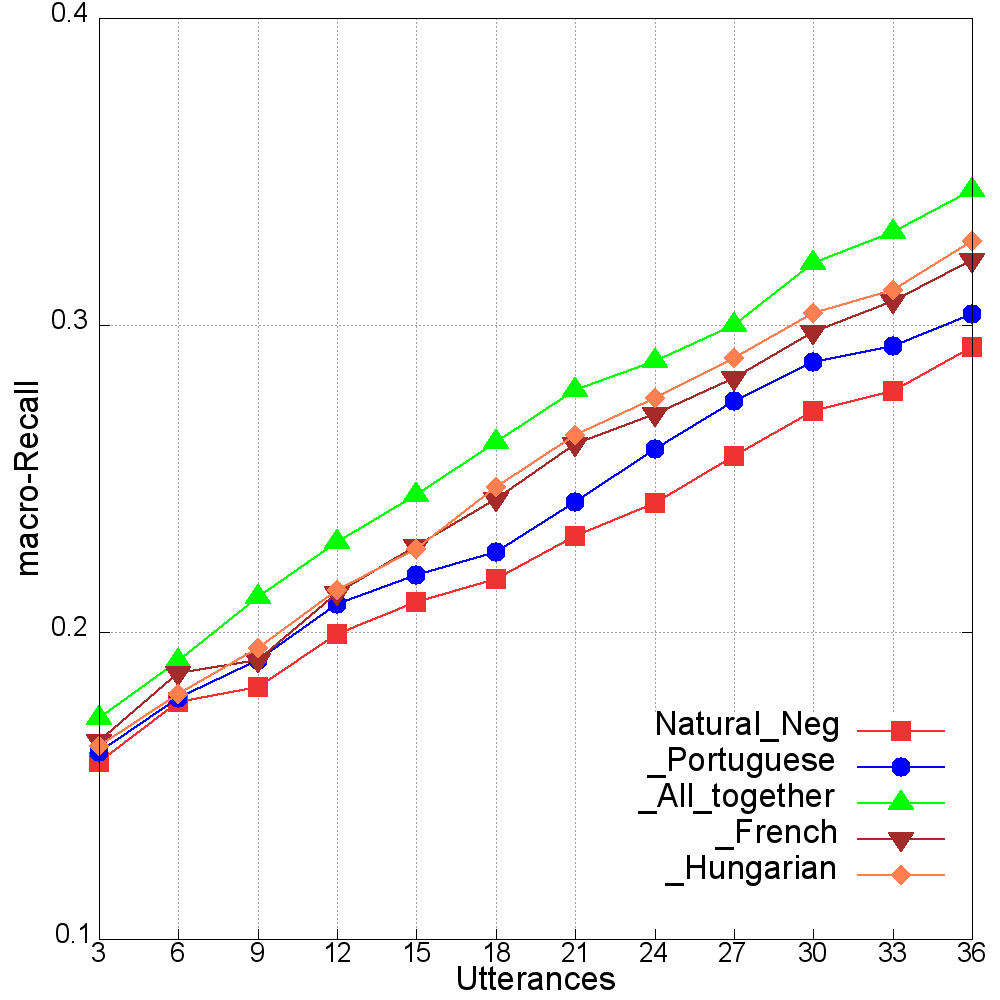 0.4
0.3
0.2
0.1
macro-Recall
Natural_Neg
_Portuguese
_All_together
_French
_Hungarian
3 6 9 12 15 18 21 24 27 30 33 36
Utterances